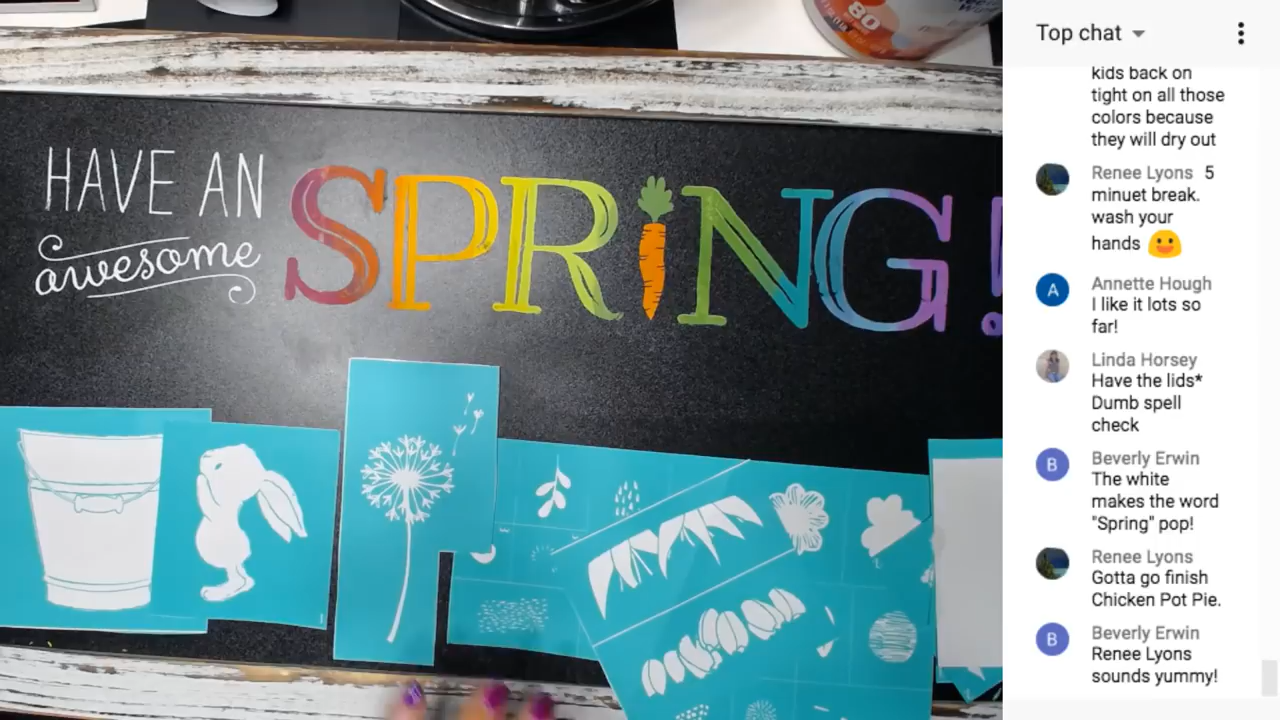 80
HAVE AN
awesome
SPRING!
Top chat
kids back on
tight on all those
colors because
they will dry out
Renee Lyons 5
minuet break.
wash your
hands
A
Annette Hough
I like it lots so
far!
Linda Horsey
Have the lids*
Dumb spell
check
B
Beverly Erwin
The white
makes the word
"Spring" pop!
Renee Lyons
Gotta go finish
Chicken Pot Pie.
B
Beverly Erwin
Renee Lyons
sounds yummy!